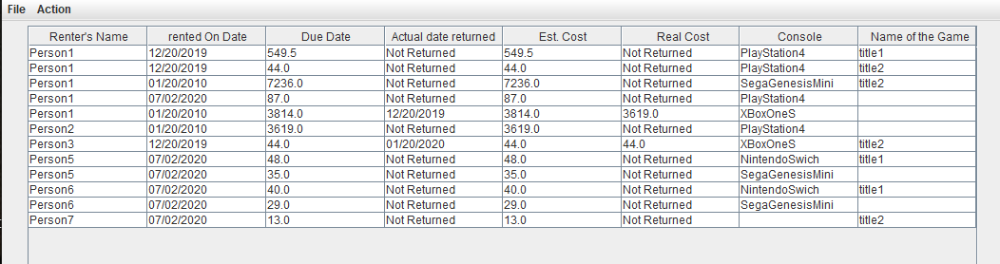 File Action
Renter's Name rented On Date Due Date Actual date returned Est. Cost Real Cost Console Name of the Game
Person1 12/20/2019 549.5 Not Returned 549.5 Not Returned PlayStation4 title1
Person1 12/20/2019 44.0 Not Returned 44.0 Not Returned PlayStation4 title2
Person1 01/20/2010 7236.0 Not Returned 7236.0 Not Returned SegaGenesisMini title2
Person1 07/02/2020 87.0 Not Returned 87.0 Not Returned PlayStation4
Person1 01/20/2010 3814.0 12/20/2019 3814.0 3619.0 XBoxOneS
Person2 01/20/2010 3619.0 Not Returned 3619.0 Not Returned PlayStation4
Person3 12/20/2019 44.0 01/20/2020 44.0 44.0 XBoxOneS title2
Person5 07/02/2020 48.0 Not Returned 48.0 Not Returned NintendoSwich title1
Person5 07/02/2020 35.0 Not Returned 35.0 Not Returned SegaGenesisMini
Person6 07/02/2020 40.0 Not Returned 40.0 Not Returned NintendoSwich title1
Person6 07/02/2020 29.0 Not Returned 29.0 Not Returned SegaGenesisMini
Person7 07/02/2020 13.0 Not Returned 13.0 Not Returned title2